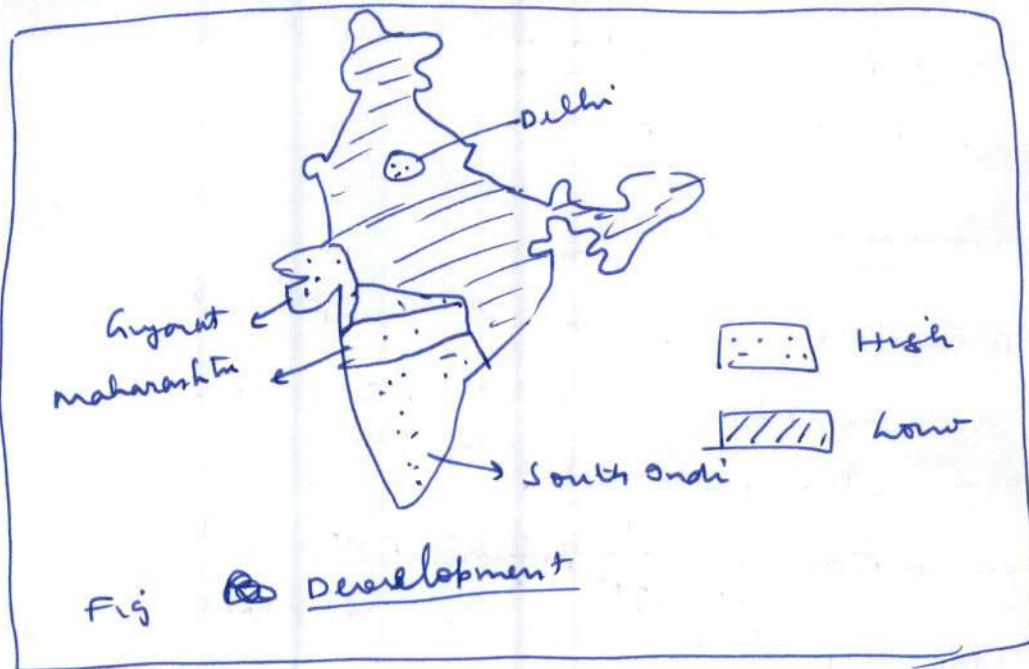 Delhi
Gujarat
Maharashtra
High
Low
South Indi
Fig Development